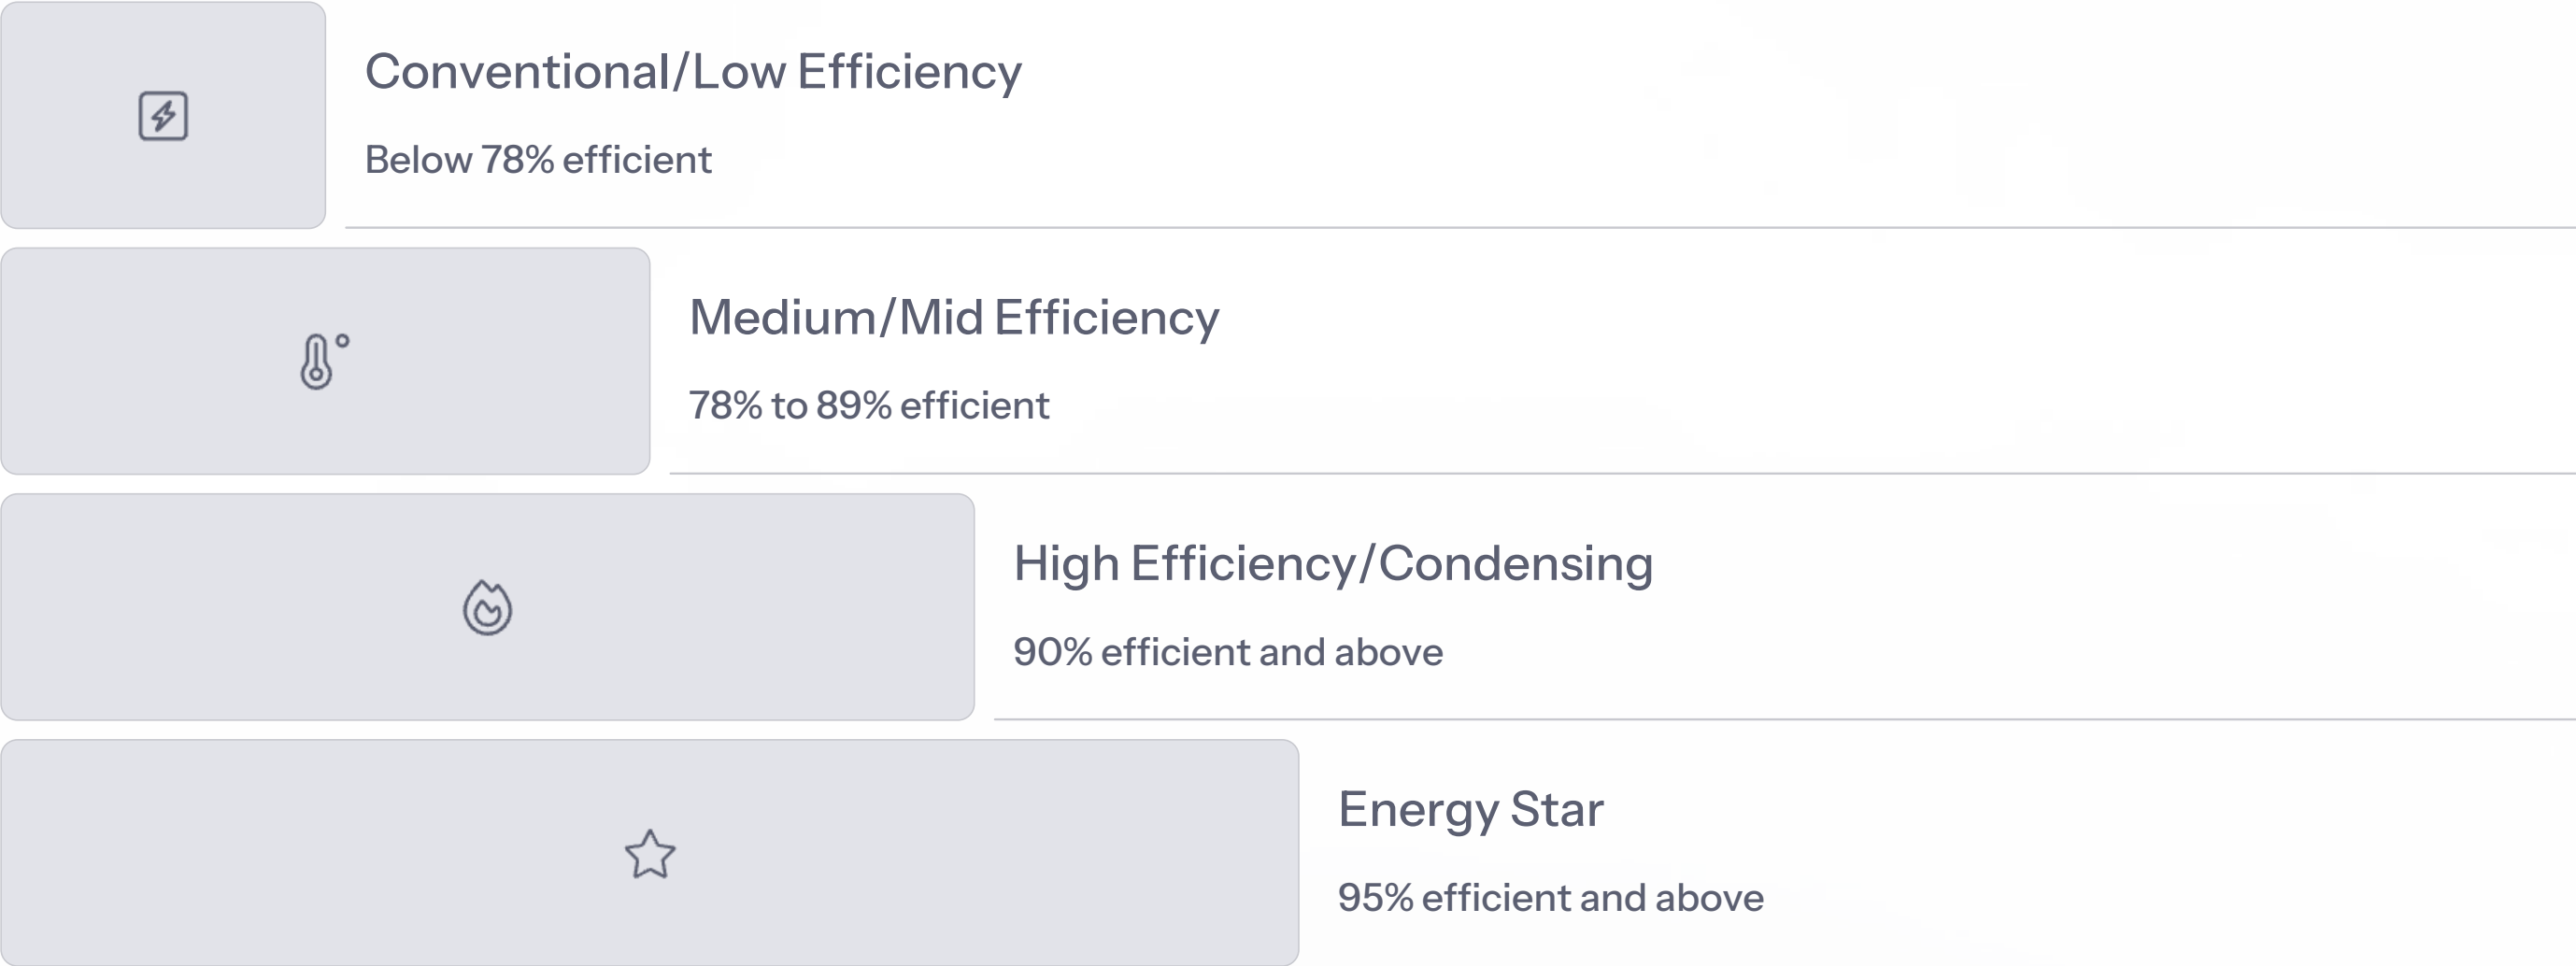 Conventional/Low Efficiency
Below 78% efficient
Medium/Mid Efficiency
78% to 89% efficient
High Efficiency/Condensing
90% efficient and above
Energy Star
95% efficient and above